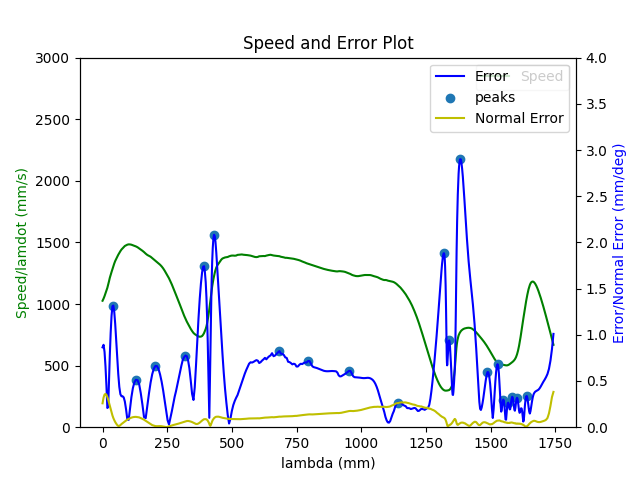 Speed and Error Plot
3000
2500
2000
1500
1000
500
0
Speed/lamdot (mm/s)
4.0
3.5
3.0
2.5
2.0
1.5
1.0
0.5
0.0
Error/Normal Error (mm/deg)
Error
Speed
peaks
Normal Error
0 250 500 750 1000 1250 1500 1750
lambda (mm)